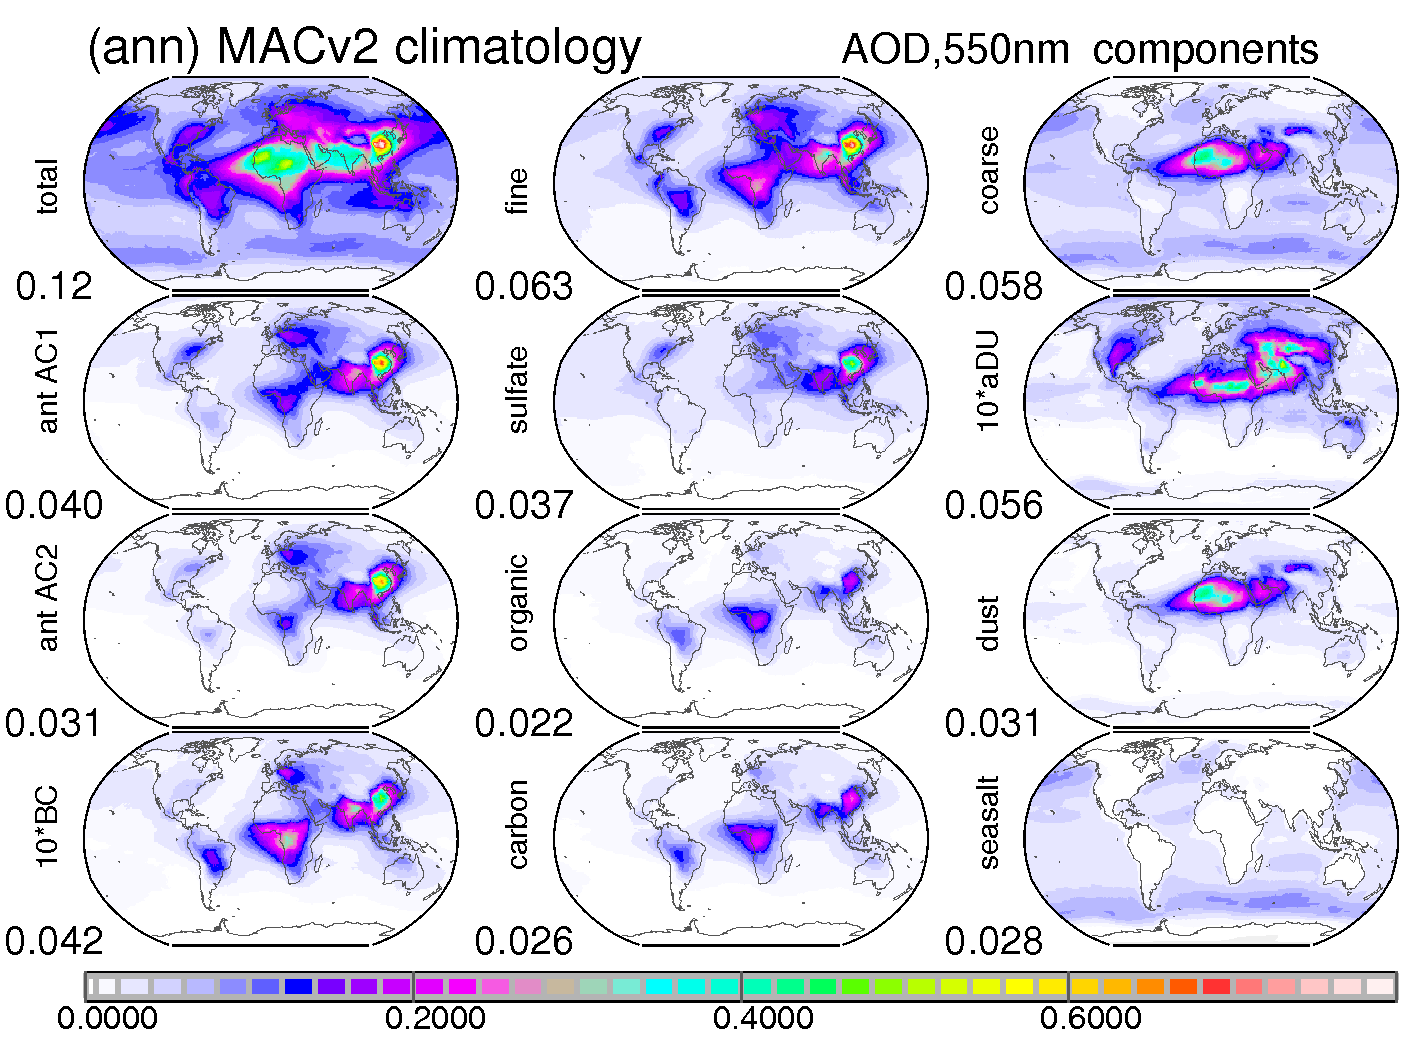 (ann) MACv2 climatology AOD,550nm components
total fine coarse
0.12 0.063 0.058
ant AC1 sulfate 10*aDU
0.040 0.037 0.056
ant AC2 organic dust
0.031 0.022 0.031
10*BC carbon seasalt
0.042 0.026 0.028
0.0000 0.2000 0.4000 0.6000